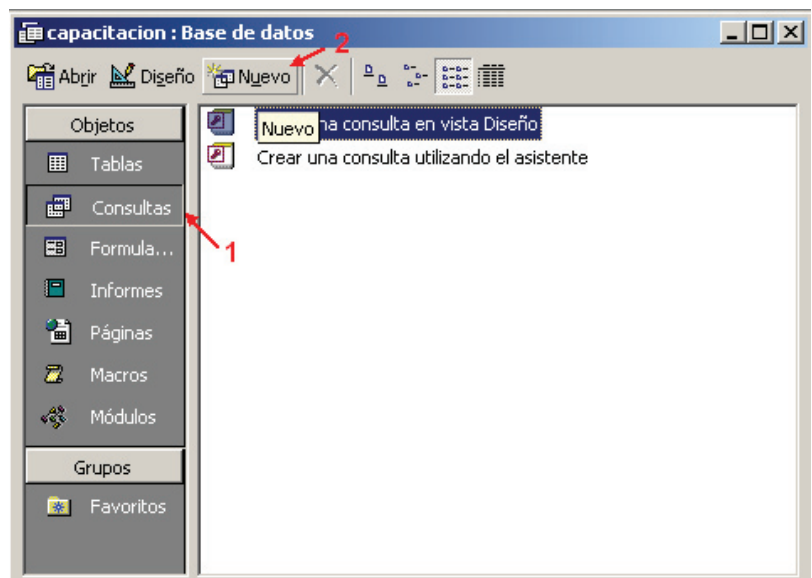 capacitacion : Base de datos
2
Abrir Diseño Nuevo
Objetos
Tablas
Consultas
1
Formula...
Informes
Páginas
Macros
Módulos
Grupos
Favoritos
Nuevo na consulta en vista Diseño
Crear una consulta utilizando el asistente